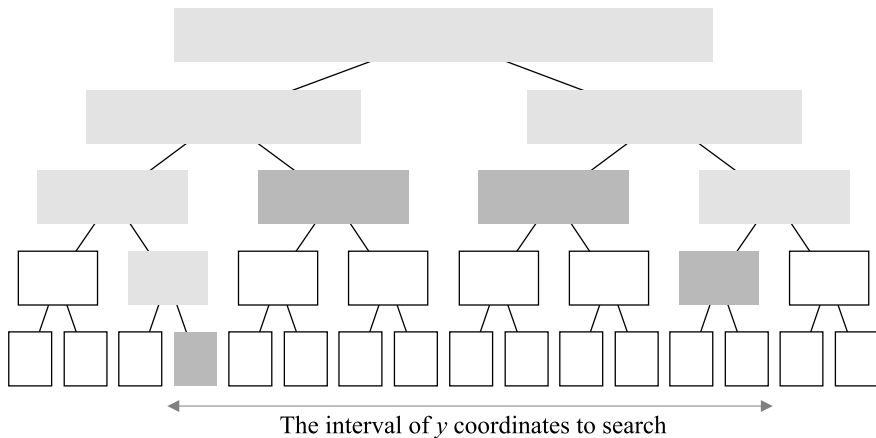 The interval of y coordinates to search